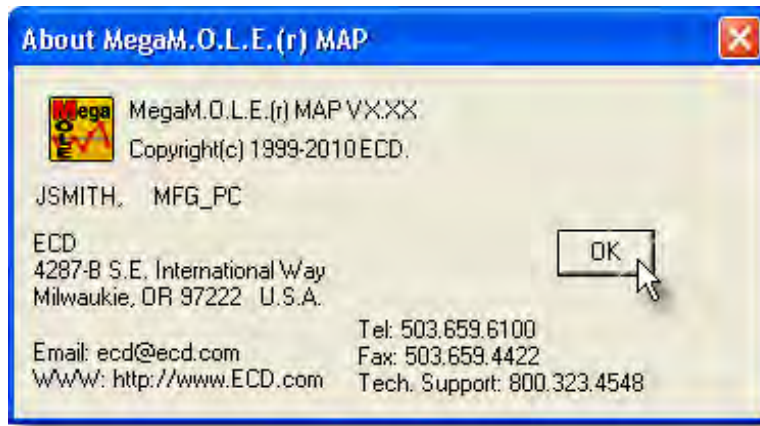 About MegaM.O.L.E.(r) MAP
Mega
MOLE
MegaM.O.L.E.(r) MAP VX.XX
Copyright(c) 1999-2010 ECD.
JSMITH, MFG_PC
ECD
4287-B S.E. International Way
Milwaukie, OR 97222 U.S.A.
OK
Email: ecd@ecd.com
WWW: http://www.ECD.com
Tel: 503.659.6100
Fax: 503.659.4422
Tech. Support: 800.323.4548